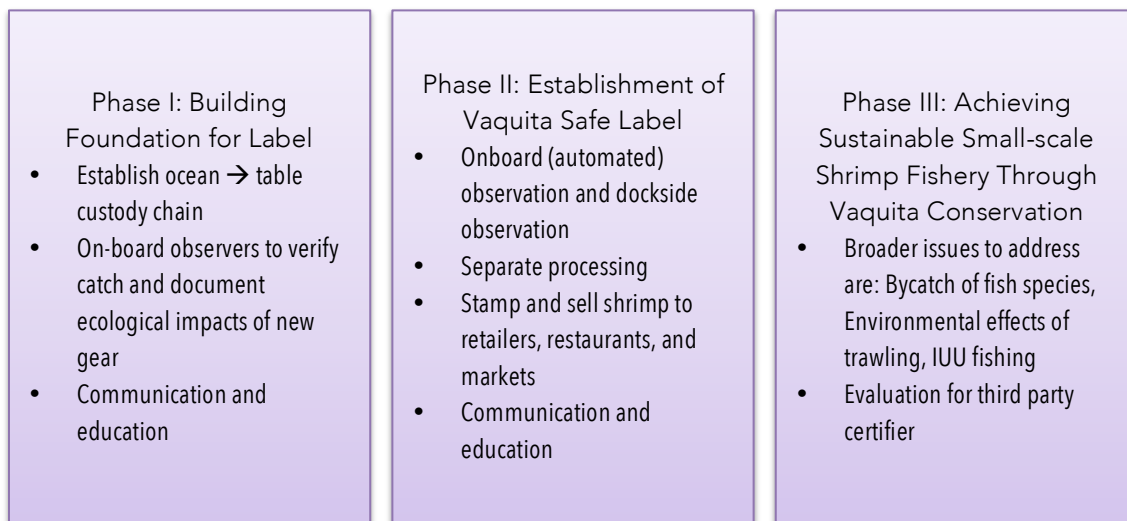 Phase I: Building
Foundation for Label
• Establish ocean → table
custody chain
• On-board observers to verify
catch and document
ecological impacts of new
gear
• Communication and
education
Phase II: Establishment of
Vaquita Safe Label
• Onboard (automated)
observation and dockside
observation
• Separate processing
• Stamp and sell shrimp to
retailers, restaurants, and
markets
• Communication and
education
Phase III: Achieving
Sustainable Small-scale
Shrimp Fishery Through
Vaquita Conservation
• Broader issues to address
are: Bycatch of fish species,
Environmental effects of
trawling, IUU fishing
• Evaluation for third party
certifier